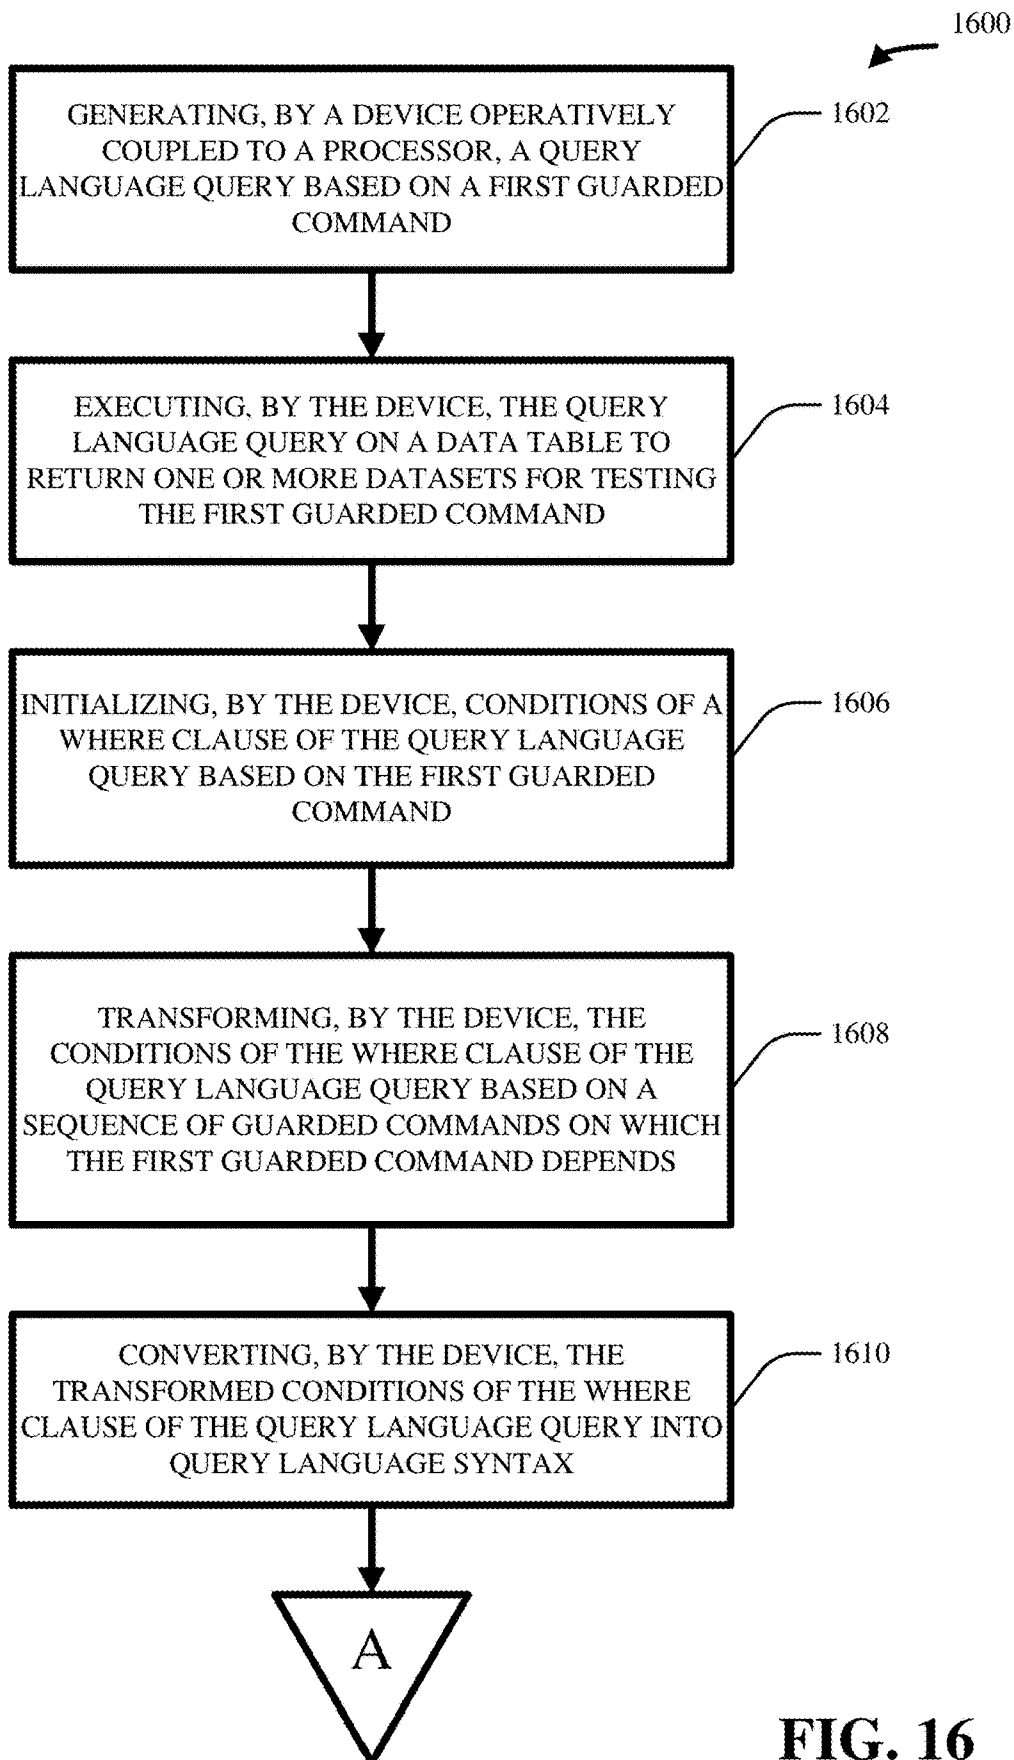 1600
GENERATING, BY A DEVICE OPERATIVELY
COUPLED TO A PROCESSOR, A QUERY
LANGUAGE QUERY BASED ON A FIRST GUARDED
COMMAND
1602
EXECUTING, BY THE DEVICE, THE QUERY
LANGUAGE QUERY ON A DATA TABLE TO
RETURN ONE OR MORE DATASETS FOR TESTING
THE FIRST GUARDED COMMAND
1604
INITIALIZING, BY THE DEVICE, CONDITIONS OF A
WHERE CLAUSE OF THE QUERY LANGUAGE
QUERY BASED ON THE FIRST GUARDED
COMMAND
1606
TRANSFORMING, BY THE DEVICE, THE
CONDITIONS OF THE WHERE CLAUSE OF THE
QUERY LANGUAGE QUERY BASED ON A
SEQUENCE OF GUARDED COMMANDS ON WHICH
THE FIRST GUARDED COMMAND DEPENDS
1608
CONVERTING, BY THE DEVICE, THE
TRANSFORMED CONDITIONS OF THE WHERE
CLAUSE OF THE QUERY LANGUAGE QUERY INTO
QUERY LANGUAGE SYNTAX
1610
A
FIG. 16